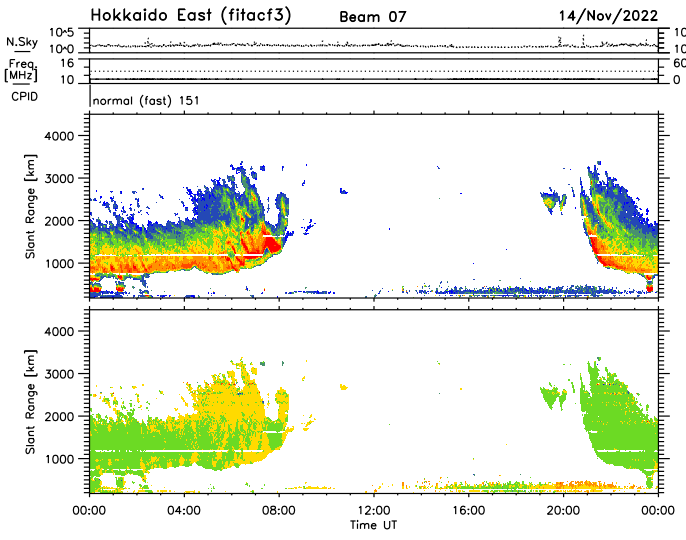 Hokkaido East (fitacf3) Beam 07 14/Nov/2022
N.Sky 10^5 10^0 10 10
Freq. [MHz] 16 10 60 0
CPID normal (fast) 151
Slant Range [km] 4000 3000 2000 1000
Slant Range [km] 4000 3000 2000 1000
00:00 04:00 08:00 12:00 16:00 20:00 00:00
Time UT